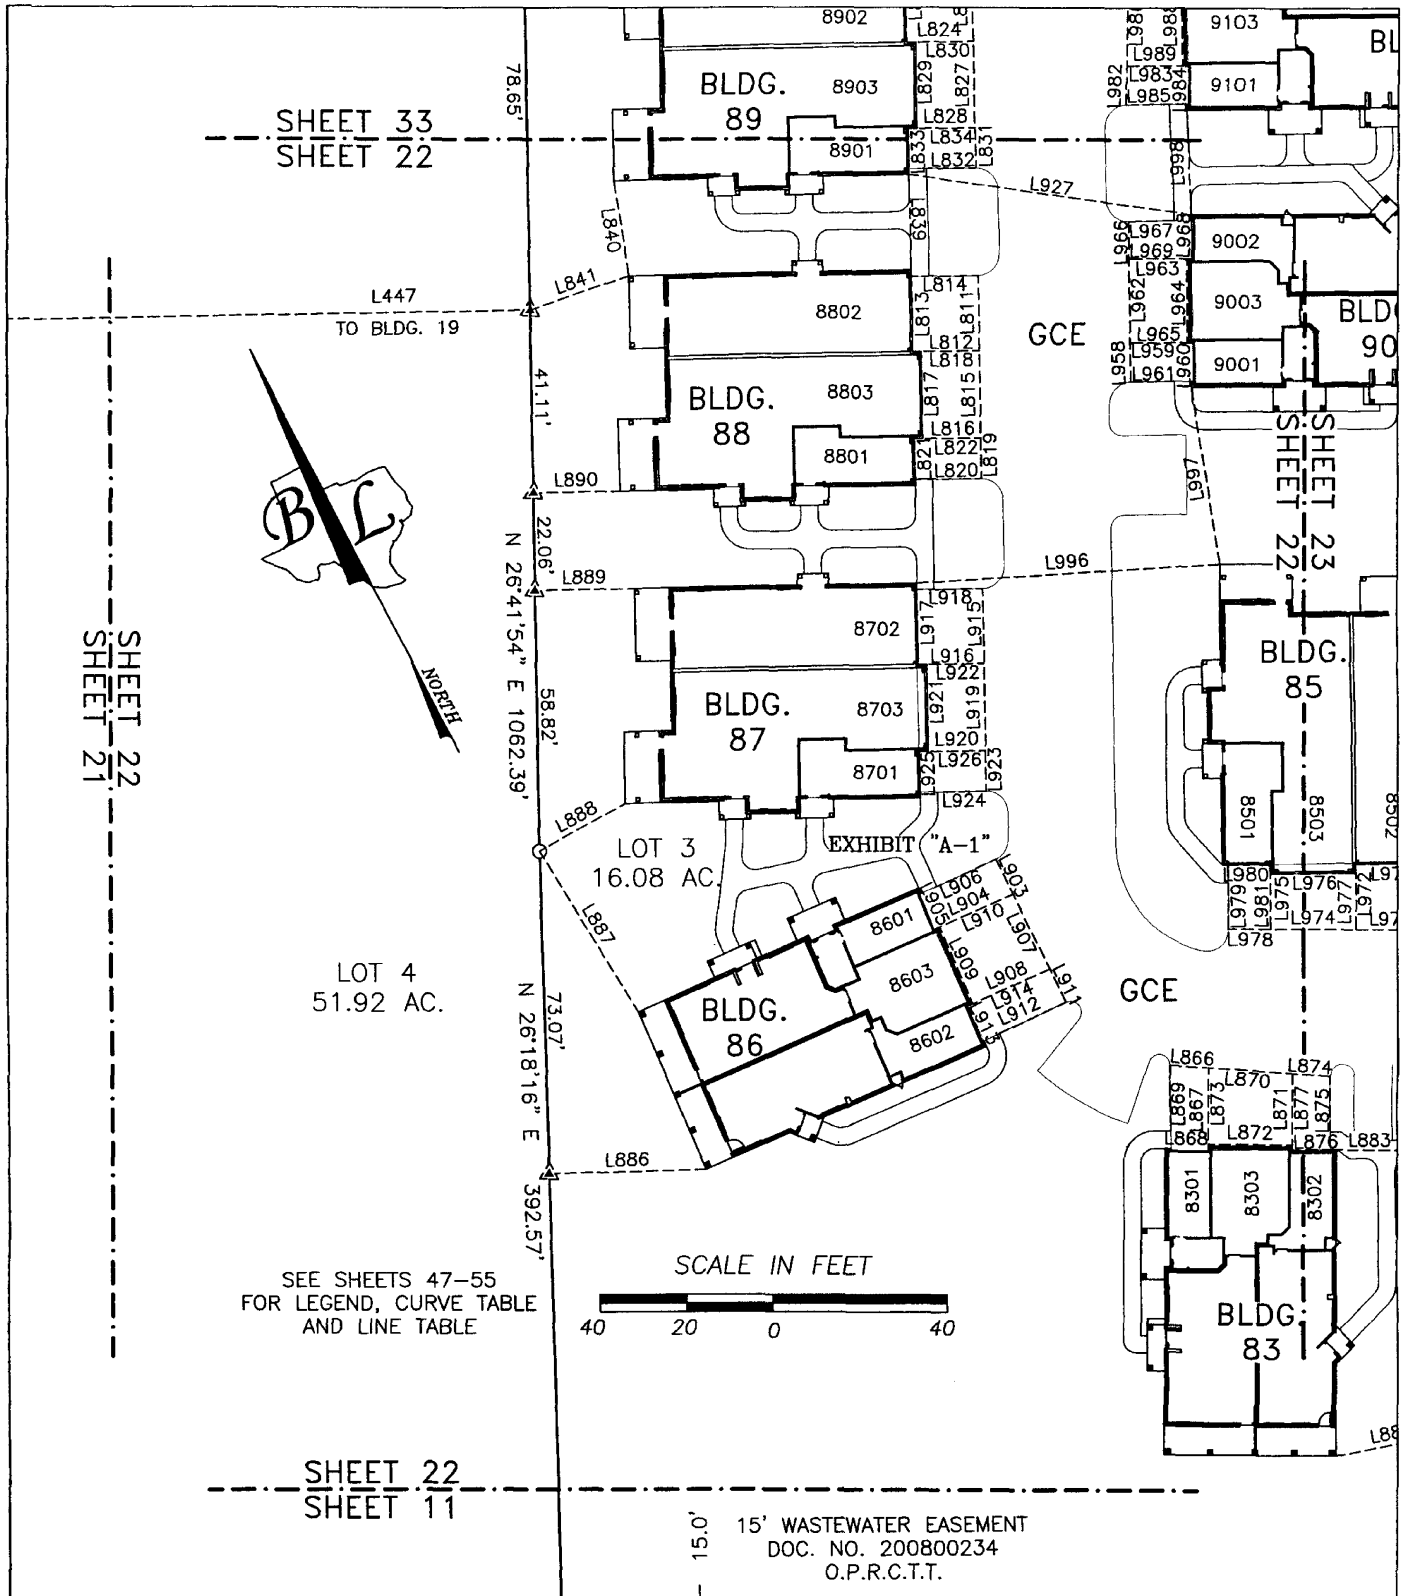 8902
L824
L830
BLDG.
89
8903
L829
L827
L828
8901
L833
L834
L832
L831
78.65'
SHEET 33
SHEET 22
L840
L839
L927
9103
BL
L989
L982
L983
L984
L985
9101
L998
L966
L967
L968
L969
9002
L963
L962
L964
9003
L965
BLDG
90
L958
L959
L960
L961
9001
L447
TO BLDG. 19
L841
L814
L813
L811
8802
L812
L818
GCE
BLDG.
88
8803
L817
L815
L816
8801
L821
L822
L820
L819
41.11'
L890
22.06'
L889
N 26°41'54" E 1062.39'
B L
NORTH
L997
SHEET 23
SHEET 22
L996
L918
L917
L915
8702
L916
L922
BLDG.
87
8703
L921
L919
L920
8701
L925
L926
L923
L924
58.82'
SHEET 22
SHEET 21
BLDG.
85
8501
8503
8502
L980
L979
L981
L975
L976
L977
L972
L974
L978
L888
LOT 3
16.08 AC.
EXHIBIT "A-1"
L887
L906
L903
L904
L905
L910
L907
L909
L908
L914
L911
L912
L913
8601
8603
8602
BLDG.
86
LOT 4
51.92 AC.
N 26°18'16" E
73.07'
392.57'
L886
GCE
L866
L874
L870
L869
L867
L873
L871
L877
L875
L868
L872
L876
L883
8301
8303
8302
BLDG.
83
SCALE IN FEET
40 20 0 40
SEE SHEETS 47-55
FOR LEGEND, CURVE TABLE
AND LINE TABLE
SHEET 22
SHEET 11
15.0'
15' WASTEWATER EASEMENT
DOC. NO. 200800234
O.P.R.C.T.T.